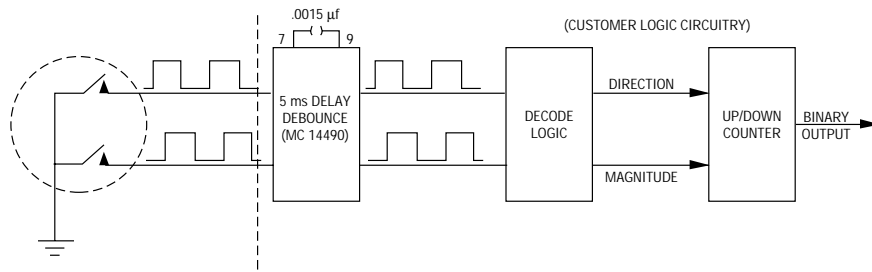 .0015 µf
7 9
(CUSTOMER LOGIC CIRCUITRY)
5 ms DELAY
DEBOUNCE
(MC 14490)
DECODE
LOGIC
DIRECTION
MAGNITUDE
UP/DOWN
COUNTER
BINARY
OUTPUT